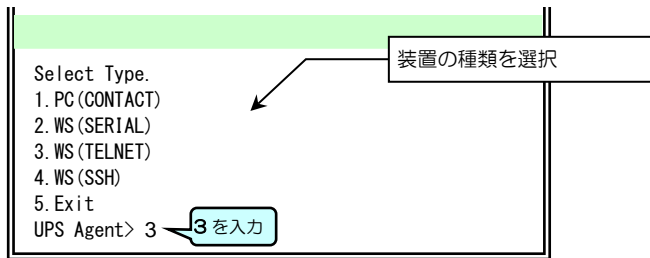 装置の種類を選択
Select Type.
1.PC(CONTACT)
2.WS(SERIAL)
3.WS(TELNET)
4.WS(SSH)
5.Exit
UPS Agent> 3
3を入力